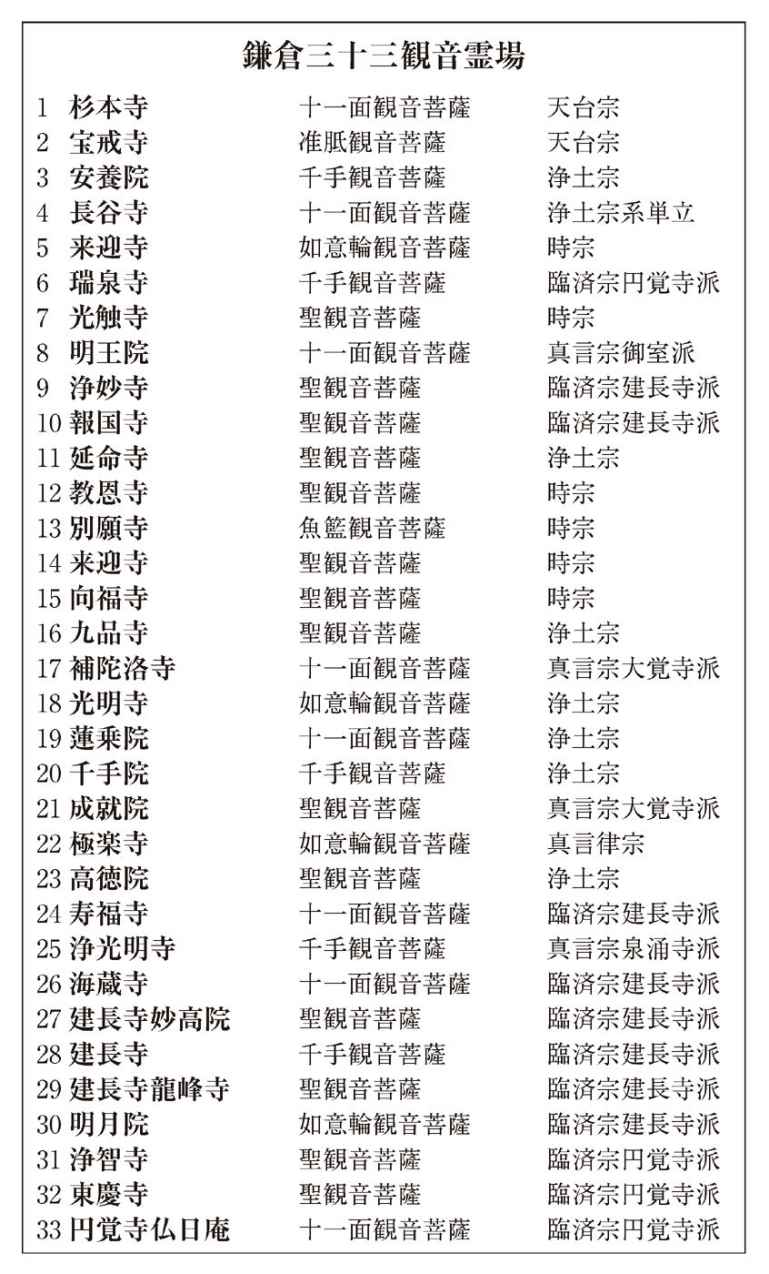 鎌倉三十三観音霊場
1 杉本寺 十一面観音菩薩 天台宗
2 宝戒寺 准胝観音菩薩 天台宗
3 安養院 千手観音菩薩 浄土宗
4 長谷寺 十一面観音菩薩 浄土宗系単立
5 来迎寺 如意輪観音菩薩 時宗
6 瑞泉寺 千手観音菩薩 臨済宗円覚寺派
7 光触寺 聖観音菩薩 時宗
8 明王院 十一面観音菩薩 真言宗御室派
9 浄妙寺 聖観音菩薩 臨済宗建長寺派
10 報国寺 聖観音菩薩 臨済宗建長寺派
11 延命寺 聖観音菩薩 浄土宗
12 教恩寺 聖観音菩薩 時宗
13 別願寺 魚籃観音菩薩 時宗
14 来迎寺 聖観音菩薩 時宗
15 向福寺 聖観音菩薩 時宗
16 九品寺 聖観音菩薩 浄土宗
17 補陀洛寺 十一面観音菩薩 真言宗大覚寺派
18 光明寺 如意輪観音菩薩 浄土宗
19 蓮乗院 十一面観音菩薩 浄土宗
20 千手院 千手観音菩薩 浄土宗
21 成就院 聖観音菩薩 真言宗大覚寺派
22 極楽寺 如意輪観音菩薩 真言律宗
23 高徳院 聖観音菩薩 浄土宗
24 寿福寺 十一面観音菩薩 臨済宗建長寺派
25 浄光明寺 千手観音菩薩 真言宗泉涌寺派
26 海蔵寺 十一面観音菩薩 臨済宗建長寺派
27 建長寺妙高院 聖観音菩薩 臨済宗建長寺派
28 建長寺 千手観音菩薩 臨済宗建長寺派
29 建長寺龍峰寺 聖観音菩薩 臨済宗建長寺派
30 明月院 如意輪観音菩薩 臨済宗建長寺派
31 浄智寺 聖観音菩薩 臨済宗円覚寺派
32 東慶寺 聖観音菩薩 臨済宗円覚寺派
33 円覚寺仏日庵 十一面観音菩薩 臨済宗円覚寺派